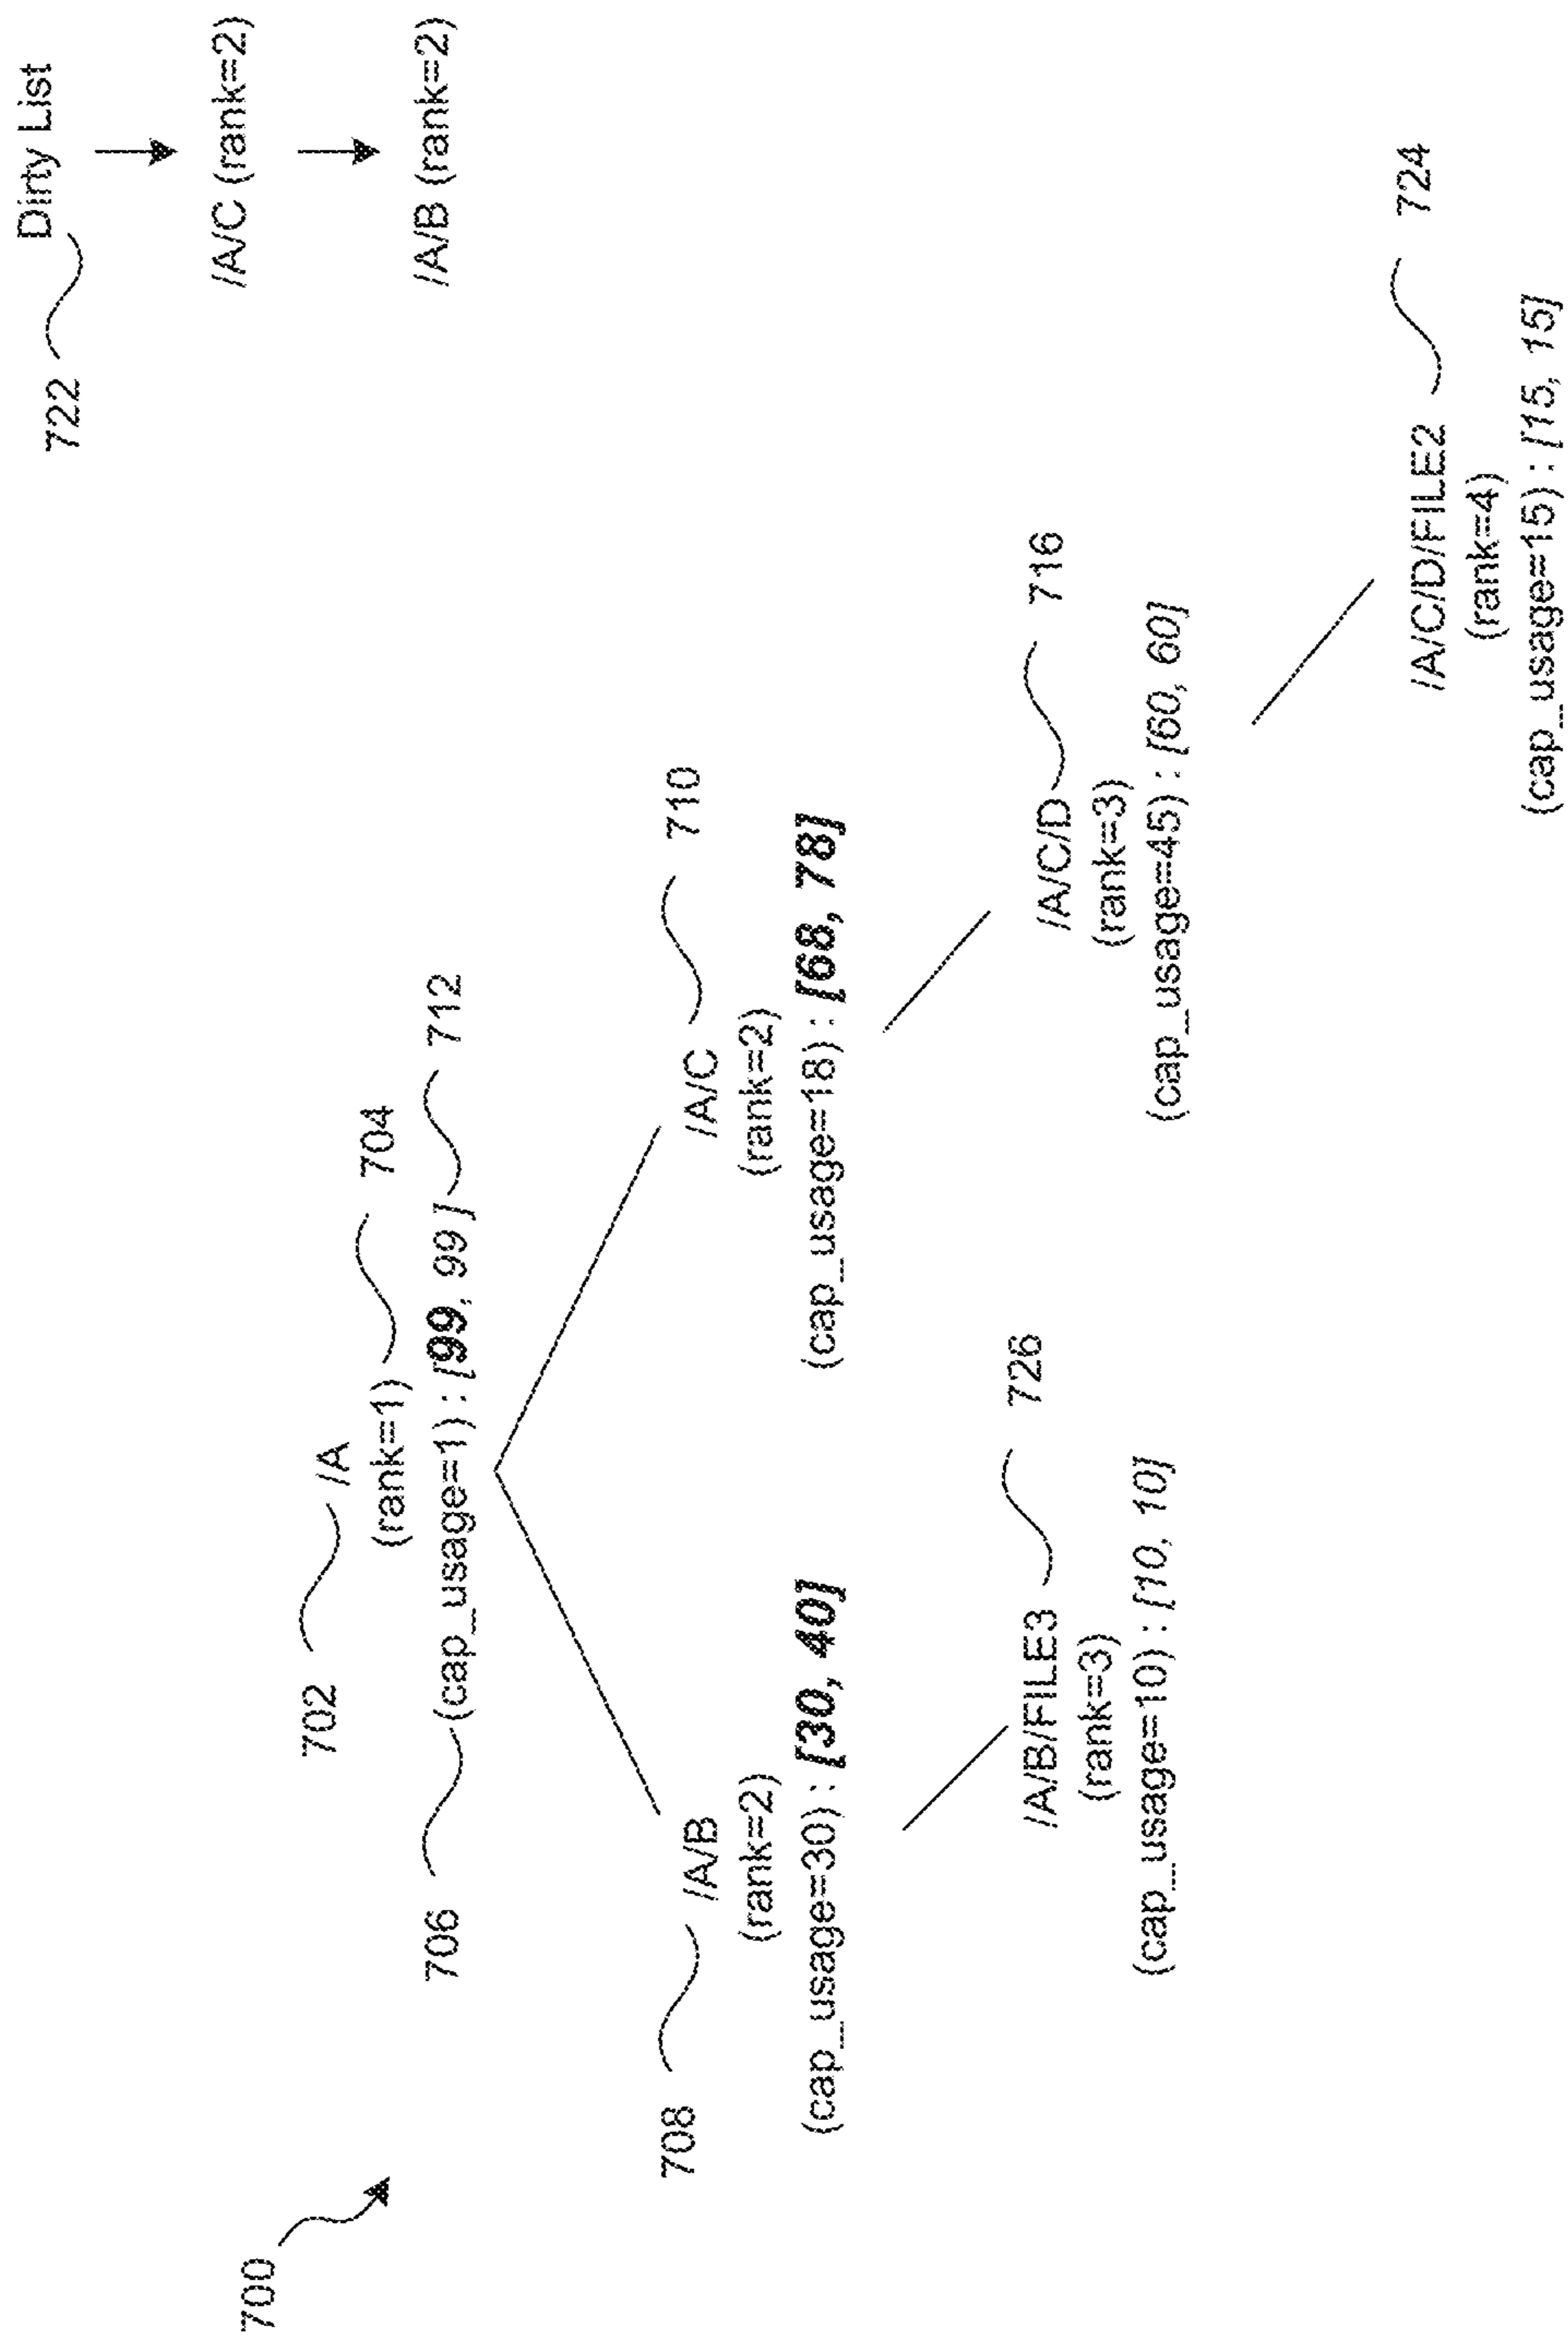 700
Dirty List
722
/A/C (rank=2)
/A/B (rank=2)
702
/A
(rank=1)
704
706
(cap_usage=1) : [99, 99 ]
712
708
/A/B
(rank=2)
(cap_usage=30) : [30, 40]
/A/C
710
(rank=2)
(cap_usage=18) : [68, 78]
/A/B/FILE3
726
(rank=3)
(cap_usage=10) : [10, 10]
/A/C/D
716
(rank=3)
(cap_usage=45) : [60, 60]
/A/C/D/FILE2
724
(rank=4)
(cap_usage=15) : [15, 15]